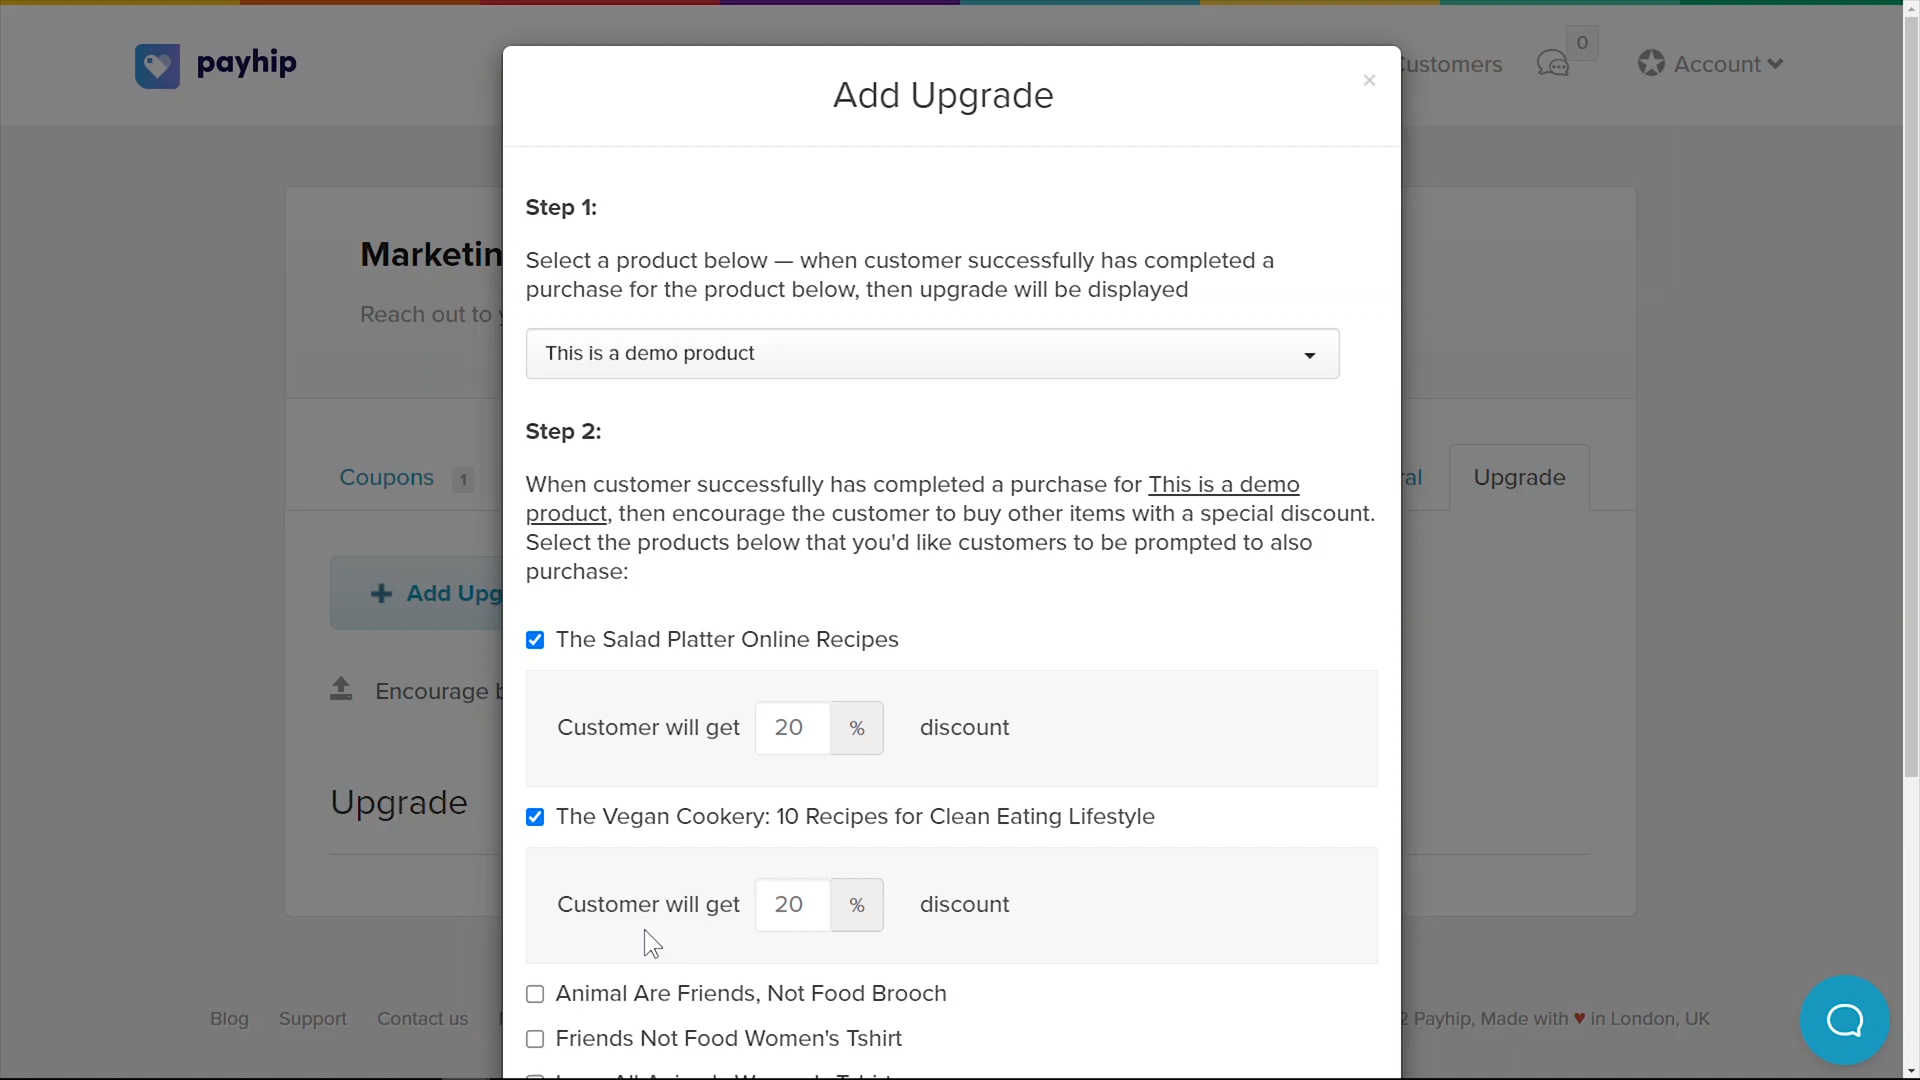 payhip
Customers
0
Account
Add Upgrade
×
Marketin
Reach out to
Step 1:
Select a product below — when customer successfully has completed a
purchase for the product below, then upgrade will be displayed
This is a demo product
Step 2:
Coupons 1
ral
Upgrade
When customer successfully has completed a purchase for This is a demo
product, then encourage the customer to buy other items with a special discount.
Select the products below that you'd like customers to be prompted to also
purchase:
+ Add Upg
Encourage b
Upgrade
The Salad Platter Online Recipes
Customer will get 20 % discount
The Vegan Cookery: 10 Recipes for Clean Eating Lifestyle
Customer will get 20 % discount
Animal Are Friends, Not Food Brooch
Friends Not Food Women's Tshirt
Blog Support Contact us
2 Payhip, Made with ♥ in London, UK